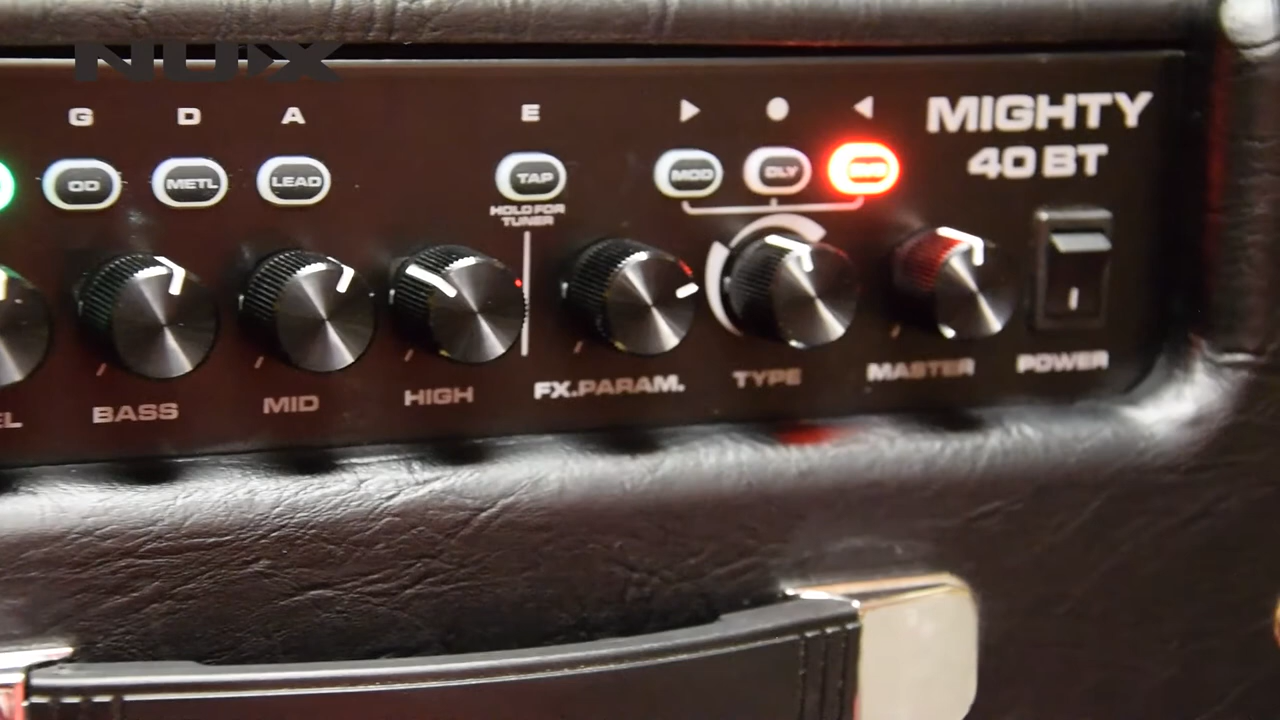 NUX
G D A E
MIGHTY
40 BT
OD METL LEAD TAP MOD DLY
HOLD FOR
TUNER
BASS MID HIGH FX.PARAM. TYPE MASTER POWER